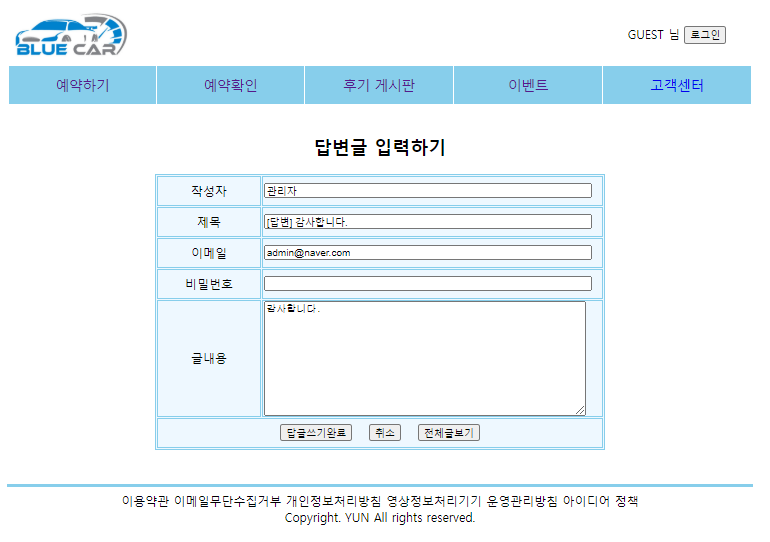 BLUE CAR
GUEST 님 로그인
예약하기 예약확인 후기 게시판 이벤트 고객센터
답변글 입력하기
작성자 관리자
제목 [답변] 감사합니다.
이메일 admin@naver.com
비밀번호
글내용 감사합니다.
답글쓰기완료 취소 전체글보기
이용약관 이메일무단수집거부 개인정보처리방침 영상정보처리기기 운영관리방침 아이디어 정책
Copyright. YUN All rights reserved.